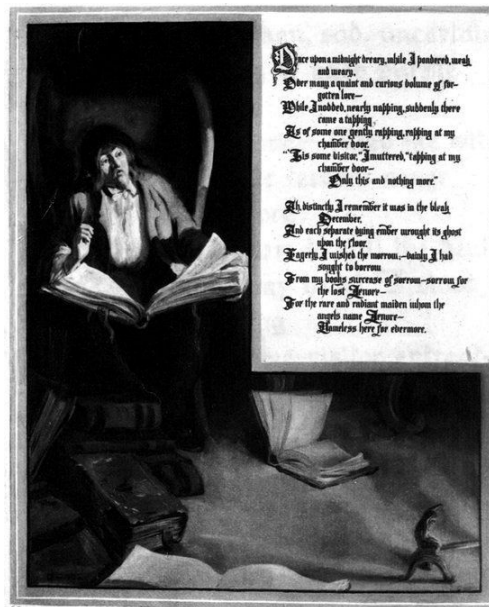 Once upon a midnight dreary, while I pondered, weak
and weary,
Over many a quaint and curious volume of for-
gotten lore—
While I nodded, nearly napping, suddenly there
came a tapping,
As of some one gently rapping, rapping at my
chamber door.
"'Tis some visitor," I muttered, "tapping at my
chamber door—
Only this and nothing more."
Ah, distinctly I remember it was in the bleak
December,
And each separate dying ember wrought its ghost
upon the floor.
Eagerly I wished the morrow;—vainly I had
sought to borrow
From my books surcease of sorrow—sorrow for
the lost Lenore—
For the rare and radiant maiden whom the
angels name Lenore—
Nameless here for evermore.